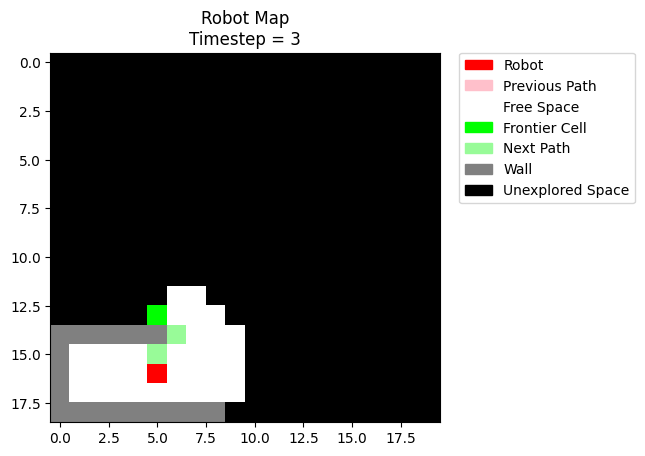 Robot Map
Timestep = 3
0.0
2.5
5.0
7.5
10.0
12.5
15.0
17.5
0.0
2.5
5.0
7.5
10.0
12.5
15.0
17.5
Robot
Previous Path
Free Space
Frontier Cell
Next Path
Wall
Unexplored Space